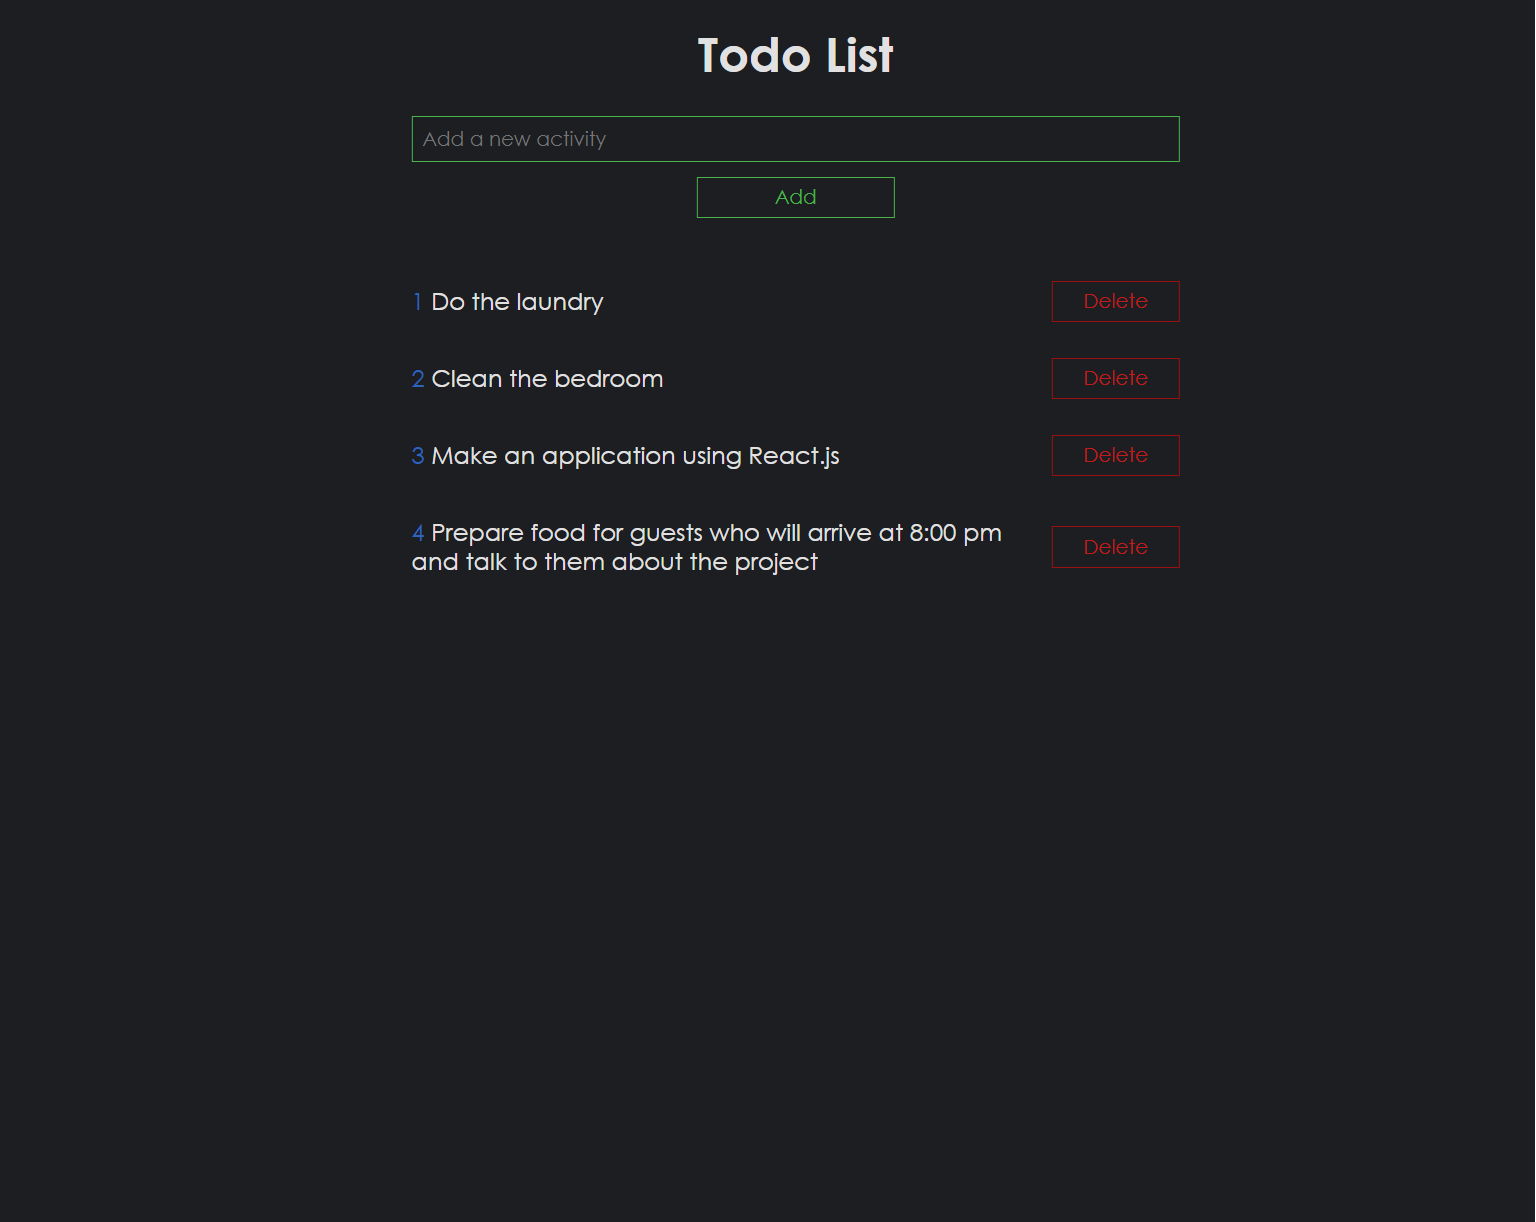 Todo List
Add a new activity
Add
1 Do the laundry
Delete
2 Clean the bedroom
Delete
3 Make an application using React.js
Delete
4 Prepare food for guests who will arrive at 8:00 pm
and talk to them about the project
Delete